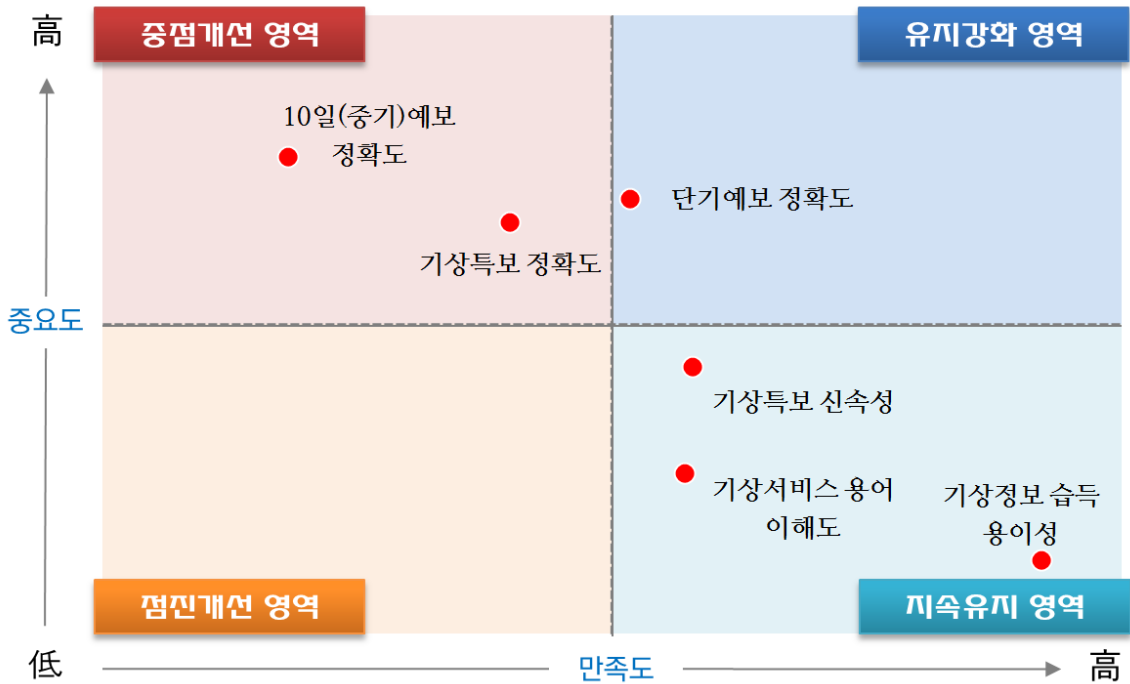 高
중점개선 영역
유지강화 영역
10일(중기)예보
정확도
단기예보 정확도
기상특보 정확도
중요도
기상특보 신속성
기상서비스 용어
이해도
기상정보 습득
용이성
점진개선 영역
지속유지 영역
低
만족도
高